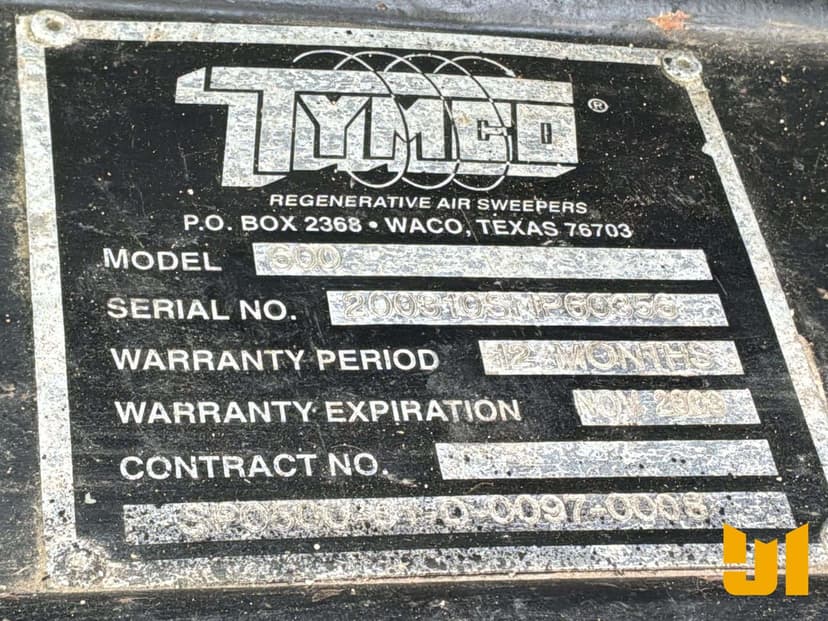 TYMCO®
REGENERATIVE AIR SWEEPERS
P.O. BOX 2368 • WACO, TEXAS 76703
MODEL 600
SERIAL NO.
WARRANTY PERIOD 12 MONTHS
WARRANTY EXPIRATION NOV.
CONTRACT NO.